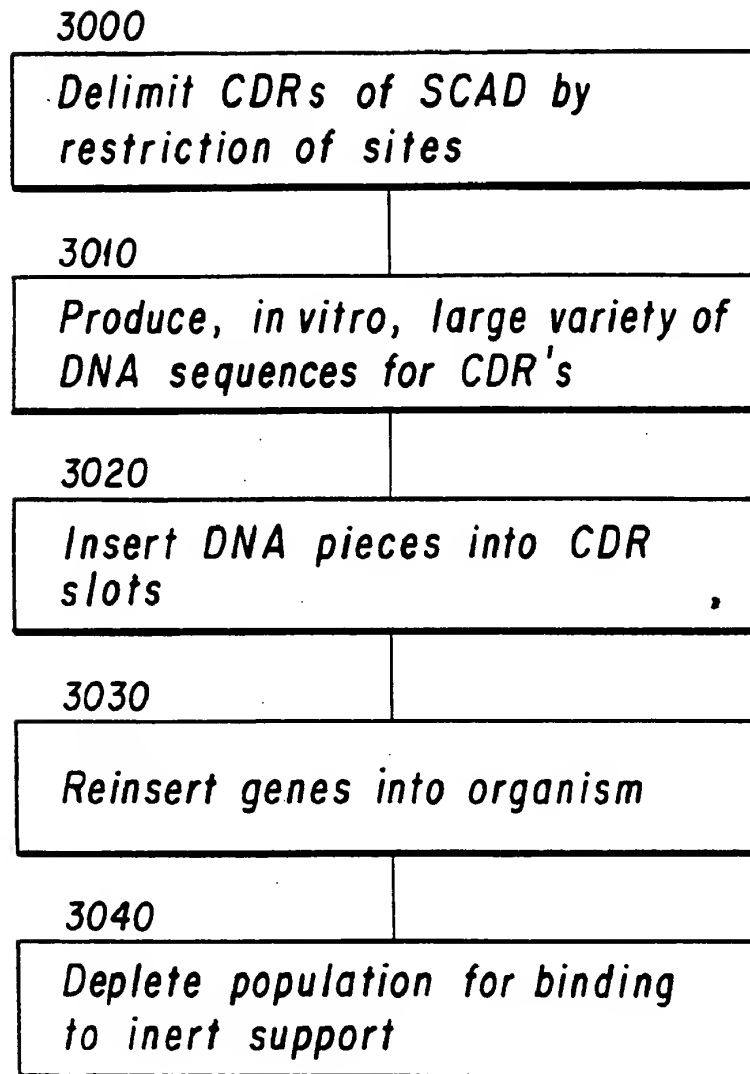 3000
Delimit CDRs of SCAD by
restriction of sites
3010
Produce, in vitro, large variety of
DNA sequences for CDR's
3020
Insert DNA pieces into CDR
slots
3030
Reinsert genes into organism
3040
Deplete population for binding
to inert support